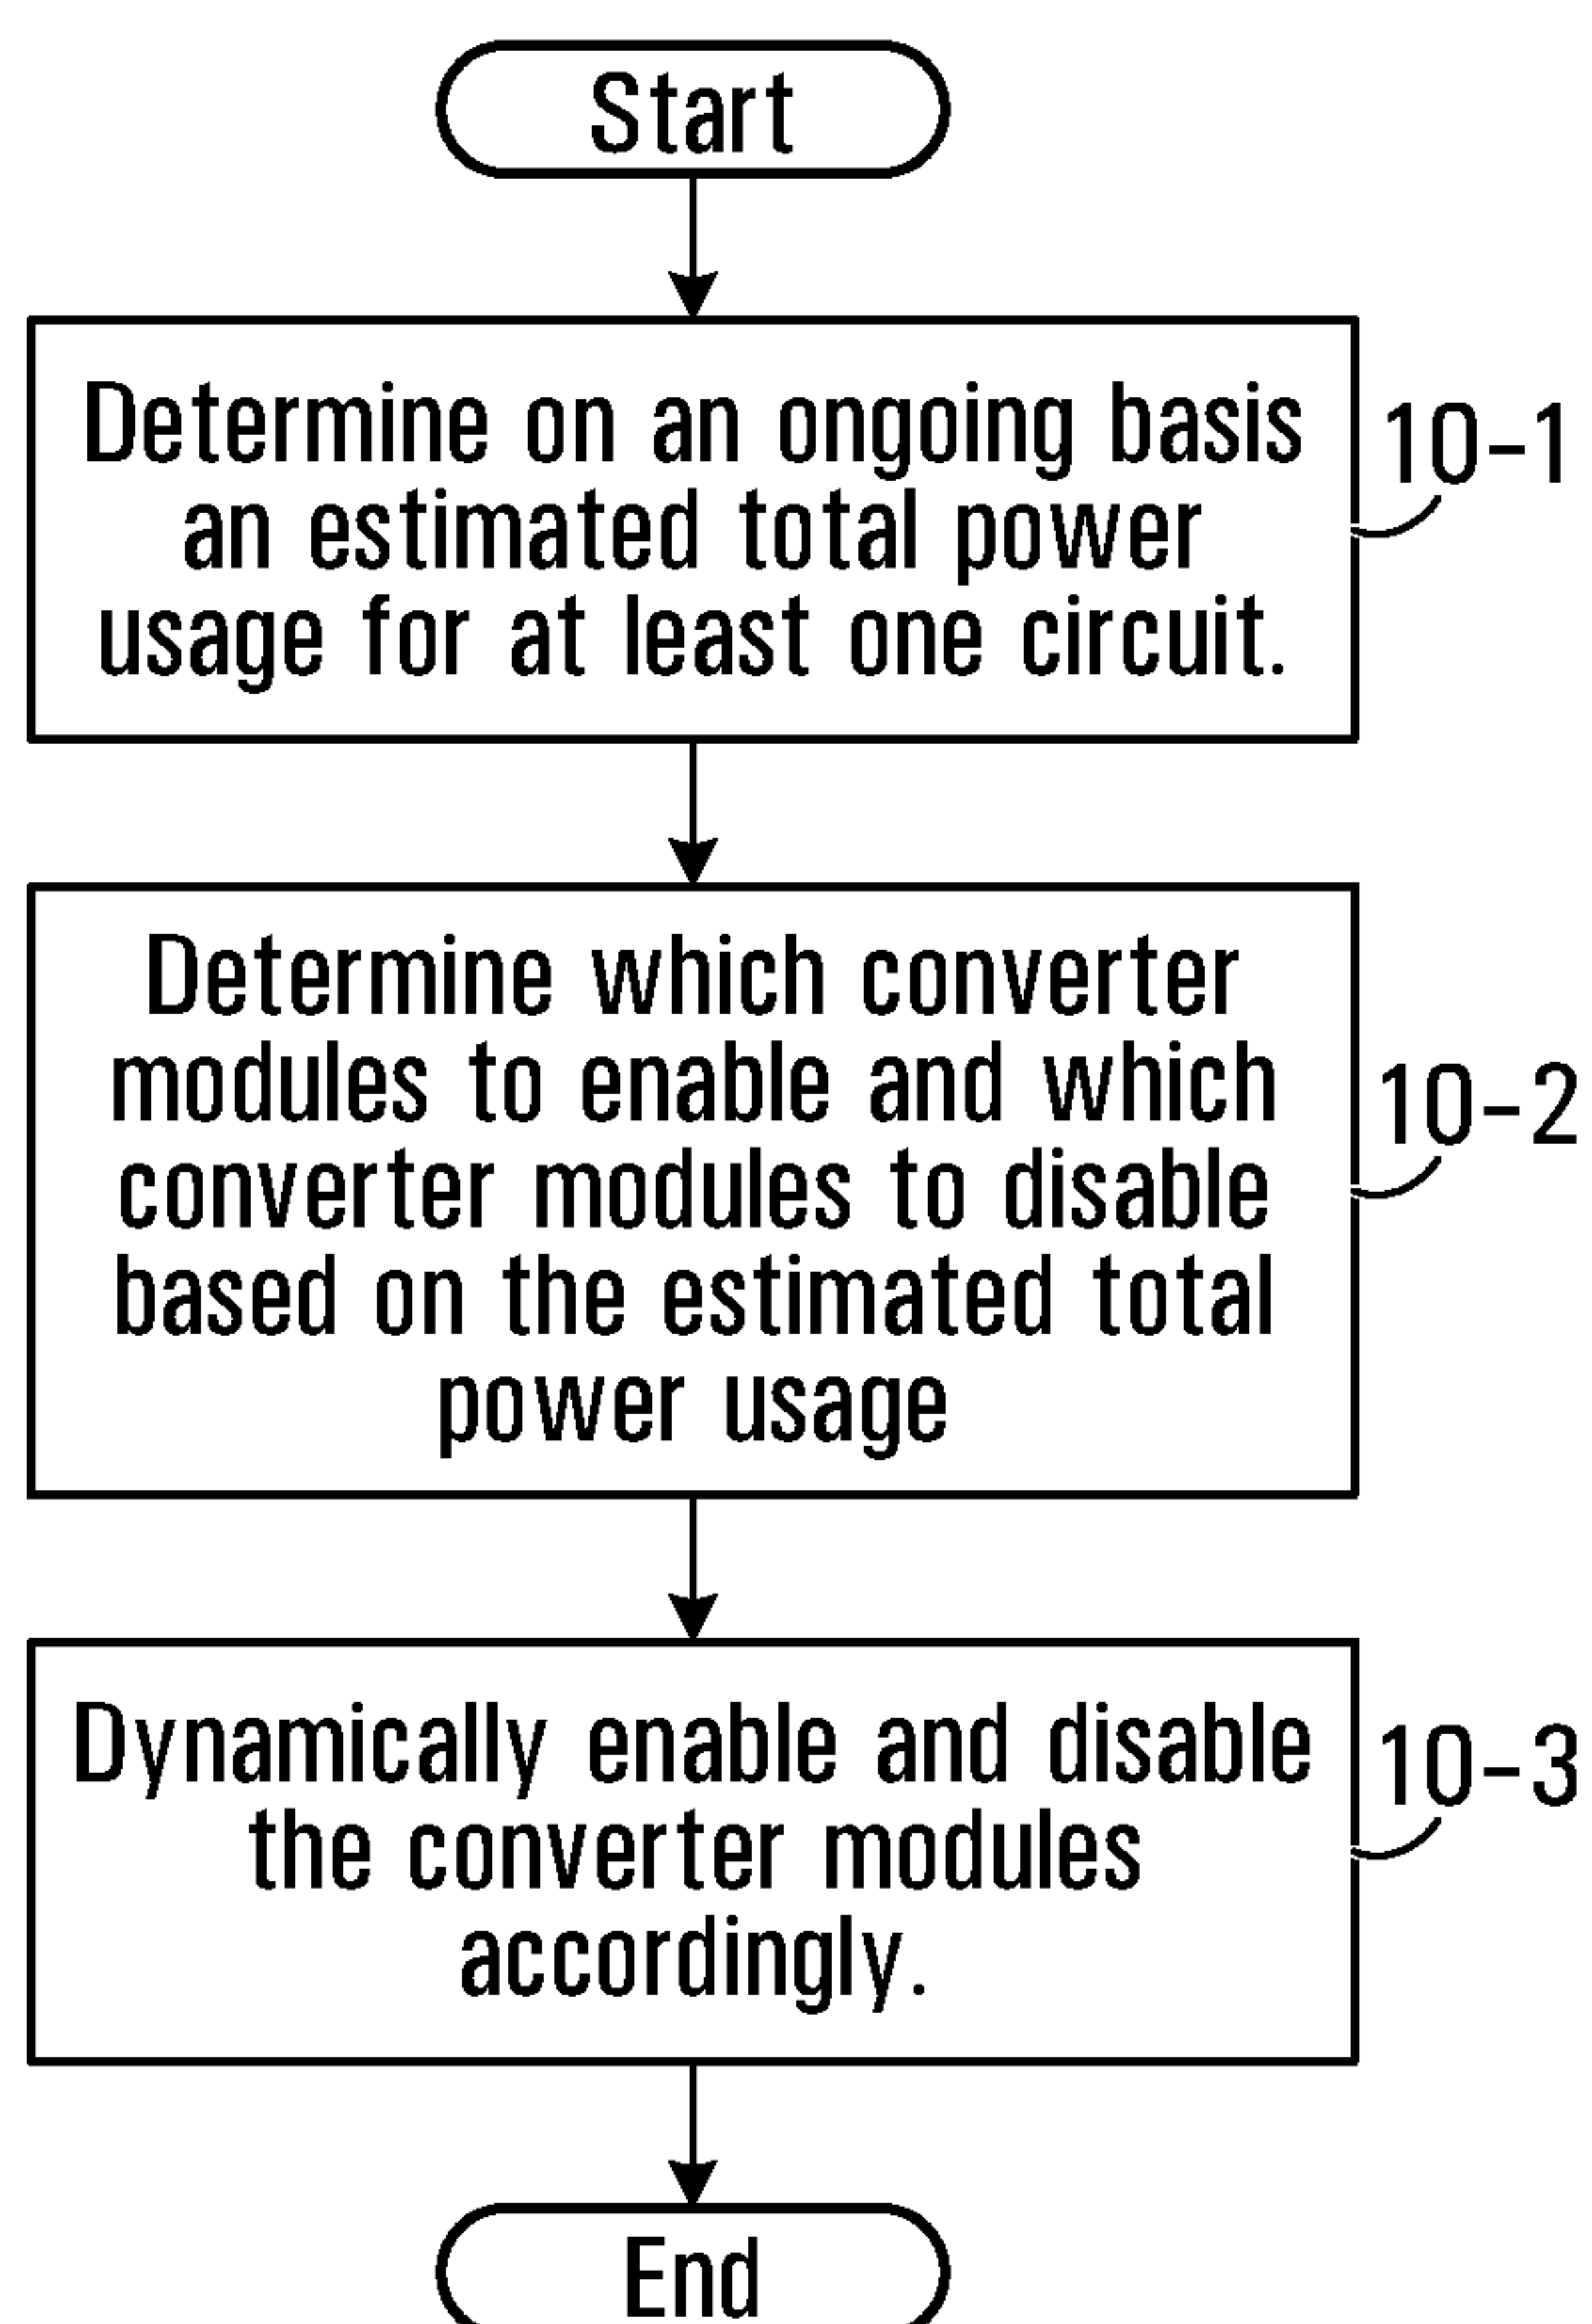 Start
Determine on an ongoing basis
an estimated total power
usage for at least one circuit.
10-1
Determine which converter
modules to enable and which
converter modules to disable
based on the estimated total
power usage
10-2
Dynamically enable and disable
the converter modules
accordingly.
10-3
End